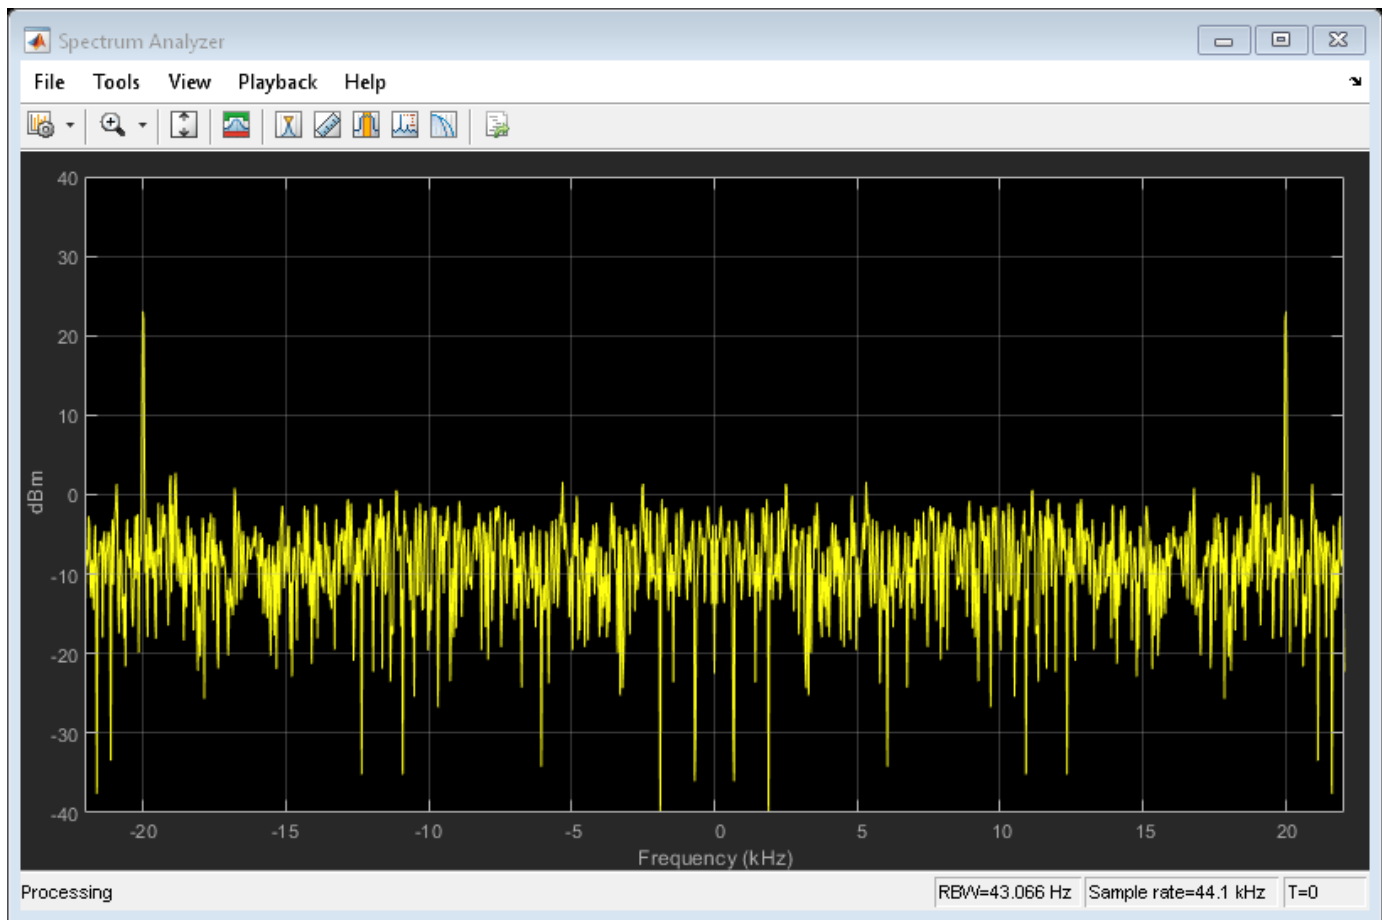 Spectrum Analyzer
File Tools View Playback Help
40
30
20
10
0
-10
-20
-30
-40
dBm
-20 -15 -10 -5 0 5 10 15 20
Frequency (kHz)
Processing RBW=43.066 Hz Sample rate=44.1 kHz T=0